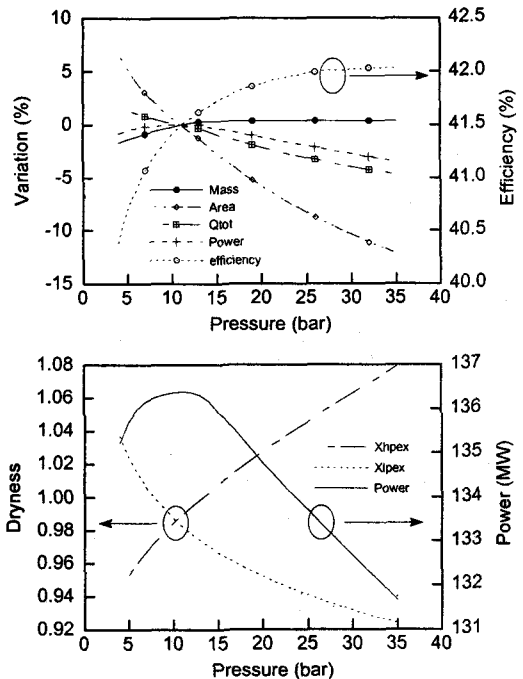 10
5
0
-5
-10
-15
Variation (%)
42.5
42.0
41.5
41.0
40.5
40.0
Efficiency (%)
Mass
Area
Qtot
Power
efficiency
0 5 10 15 20 25 30 35 40
Pressure (bar)
1.08
1.06
1.04
1.02
1.00
0.98
0.96
0.94
0.92
Dryness
137
136
135
134
133
132
131
Power (MW)
Xhpex
Xlpex
Power
0 5 10 15 20 25 30 35 40
Pressure (bar)